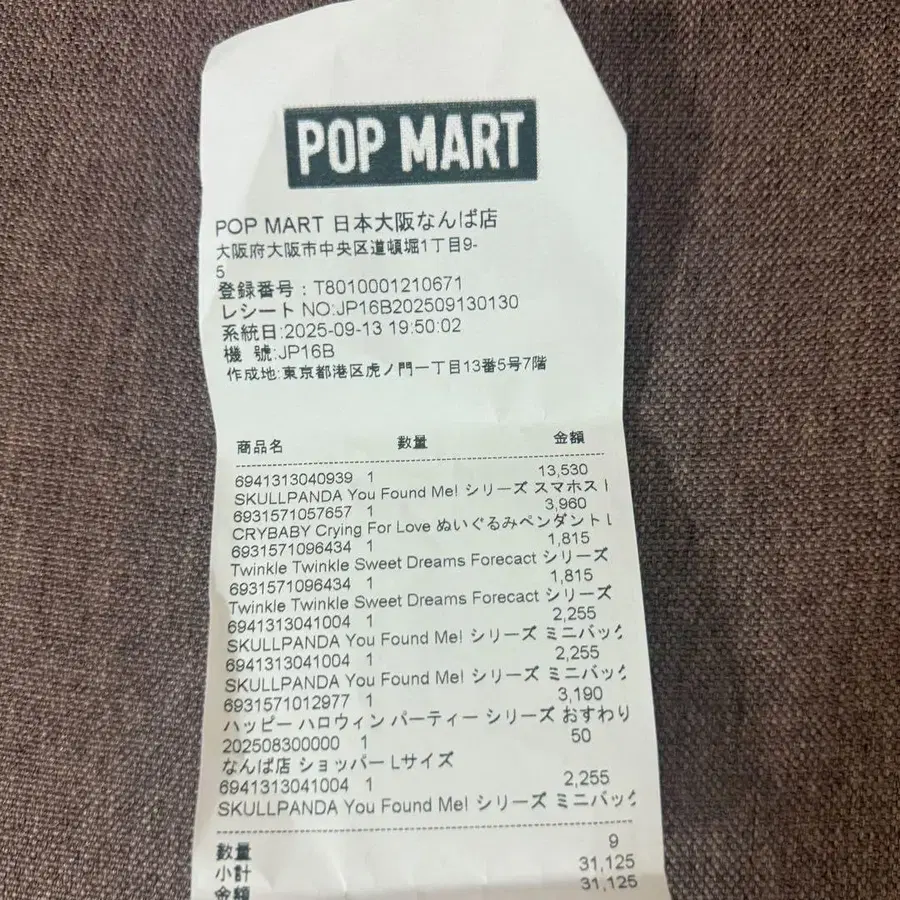 POP MART
POP MART 日本大阪なんば店
大阪府大阪市中央区道頓堀1丁目9-
5
登録番号：T8010001210671
レシート NO:JP16B202509130130
系統日:2025-09-13 19:50:02
機 號:JP16B
作成地:東京都港区虎ノ門一丁目13番5号7階
商品名 数量 金額
6941313040939 1 13,530
SKULLPANDA You Found Me! シリーズ スマホスト
6931571057657 1 3,960
CRYBABY Crying For Love ぬいぐるみペンダント
6931571096434 1 1,815
Twinkle Twinkle Sweet Dreams Forecact シリーズ
6931571096434 1 1,815
Twinkle Twinkle Sweet Dreams Forecact シリーズ
6941313041004 1 2,255
SKULLPANDA You Found Me! シリーズ ミニバッグ
6941313041004 1 2,255
SKULLPANDA You Found Me! シリーズ ミニバッグ
6931571012977 1 3,190
ハッピー ハロウィン パーティー シリーズ おすわり
202508300000 1 50
なんば店 ショッパー Lサイズ
6941313041004 1 2,255
SKULLPANDA You Found Me! シリーズ ミニバッグ
数量 9
小計 31,125
金額 31,125